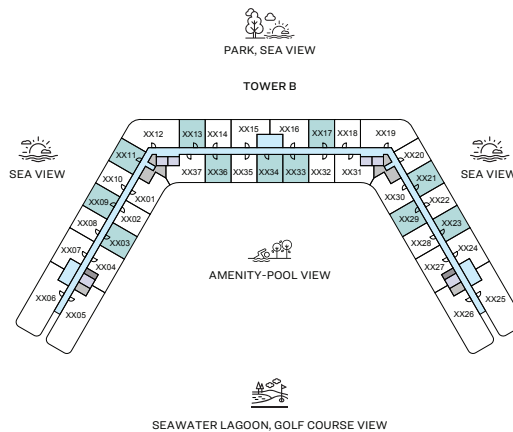 PARK, SEA VIEW
TOWER B
XX12
XX13
XX14
XX15
XX16
XX17
XX18
XX19
SEA VIEW
XX11
XX10
XX09
XX08
XX07
XX06
XX37
XX36
XX35
XX34
XX33
XX32
XX31
XX01
XX02
XX03
XX04
XX05
XX20
XX21
XX22
XX23
XX24
XX25
XX30
XX29
XX28
XX27
XX26
SEA VIEW
AMENITY-POOL VIEW
SEAWATER LAGOON, GOLF COURSE VIEW